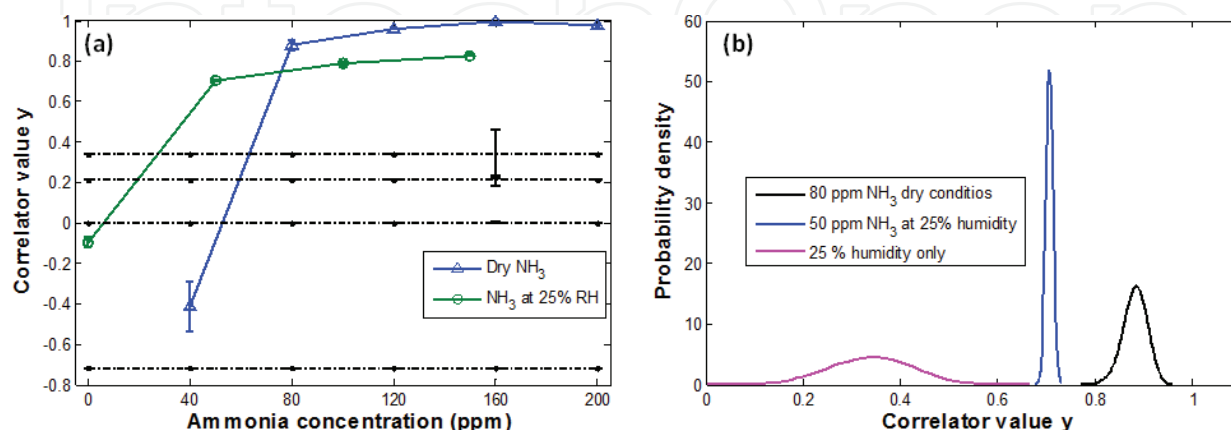 (a)
Correlator value y
1
0.8
0.6
0.4
0.2
0
-0.2
-0.4
-0.6
-0.8
0 40 80 120 160 200
Ammonia concentration (ppm)
Dry NH3
NH3 at 25% RH
(b)
Probability density
60
50
40
30
20
10
0
0 0.2 0.4 0.6 0.8 1
Correlator value y
80 ppm NH3 dry conditios
50 ppm NH3 at 25% humidity
25 % humidity only